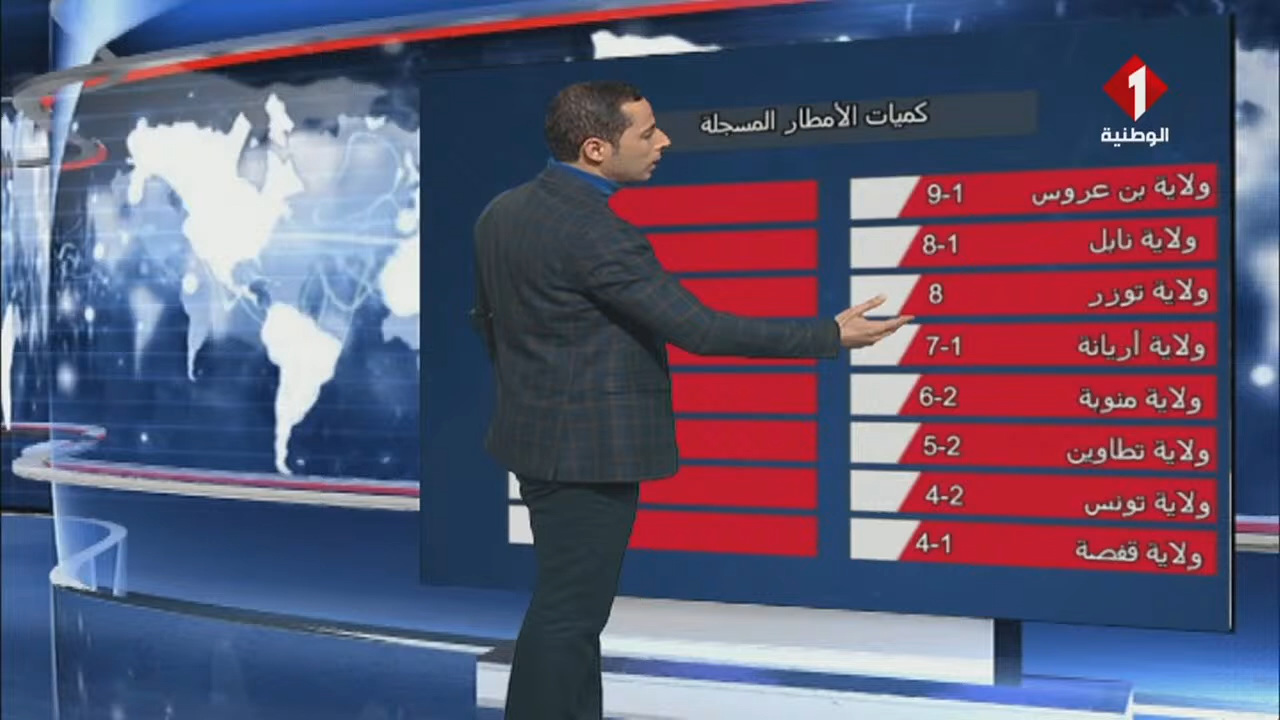 الوطنية
1
كميات الأمطار المسجلة
ولاية بن عروس 9-1
ولاية نابل 8-1
ولاية توزر 8
ولاية أريانة 7-1
ولاية منوبة 6-2
ولاية تطاوين 5-2
ولاية تونس 4-2
ولاية قفصة 4-1